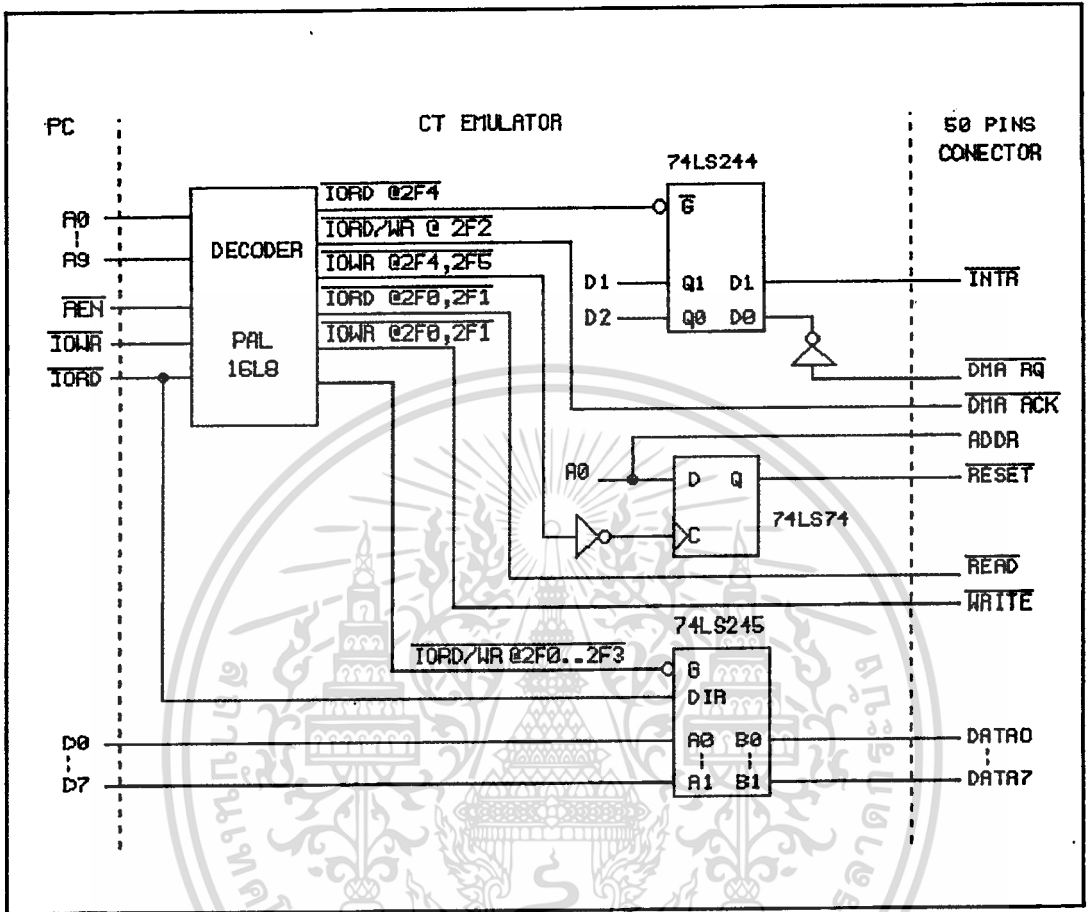 PC
CT EMULATOR
50 PINS
CONECTOR
74LS244
A0
A9
AEN
IOWR
IORD
DECODER
PAL
16L8
IORD @2F4
IORD/WR @ 2F2
IOWR @2F4,2F5
IORD @2F0,2F1
IOWR @2F0,2F1
G
D1
Q1 D1
D2
Q0 D0
INTR
DMA RQ
DMA ACK
ADDR
RESET
A0
D Q
C
74LS74
READ
WRITE
74LS245
IORD/WR @2F0..2F3
G
DIR
D0
A0 B0
DATA0
D7
A1 B1
DATA7